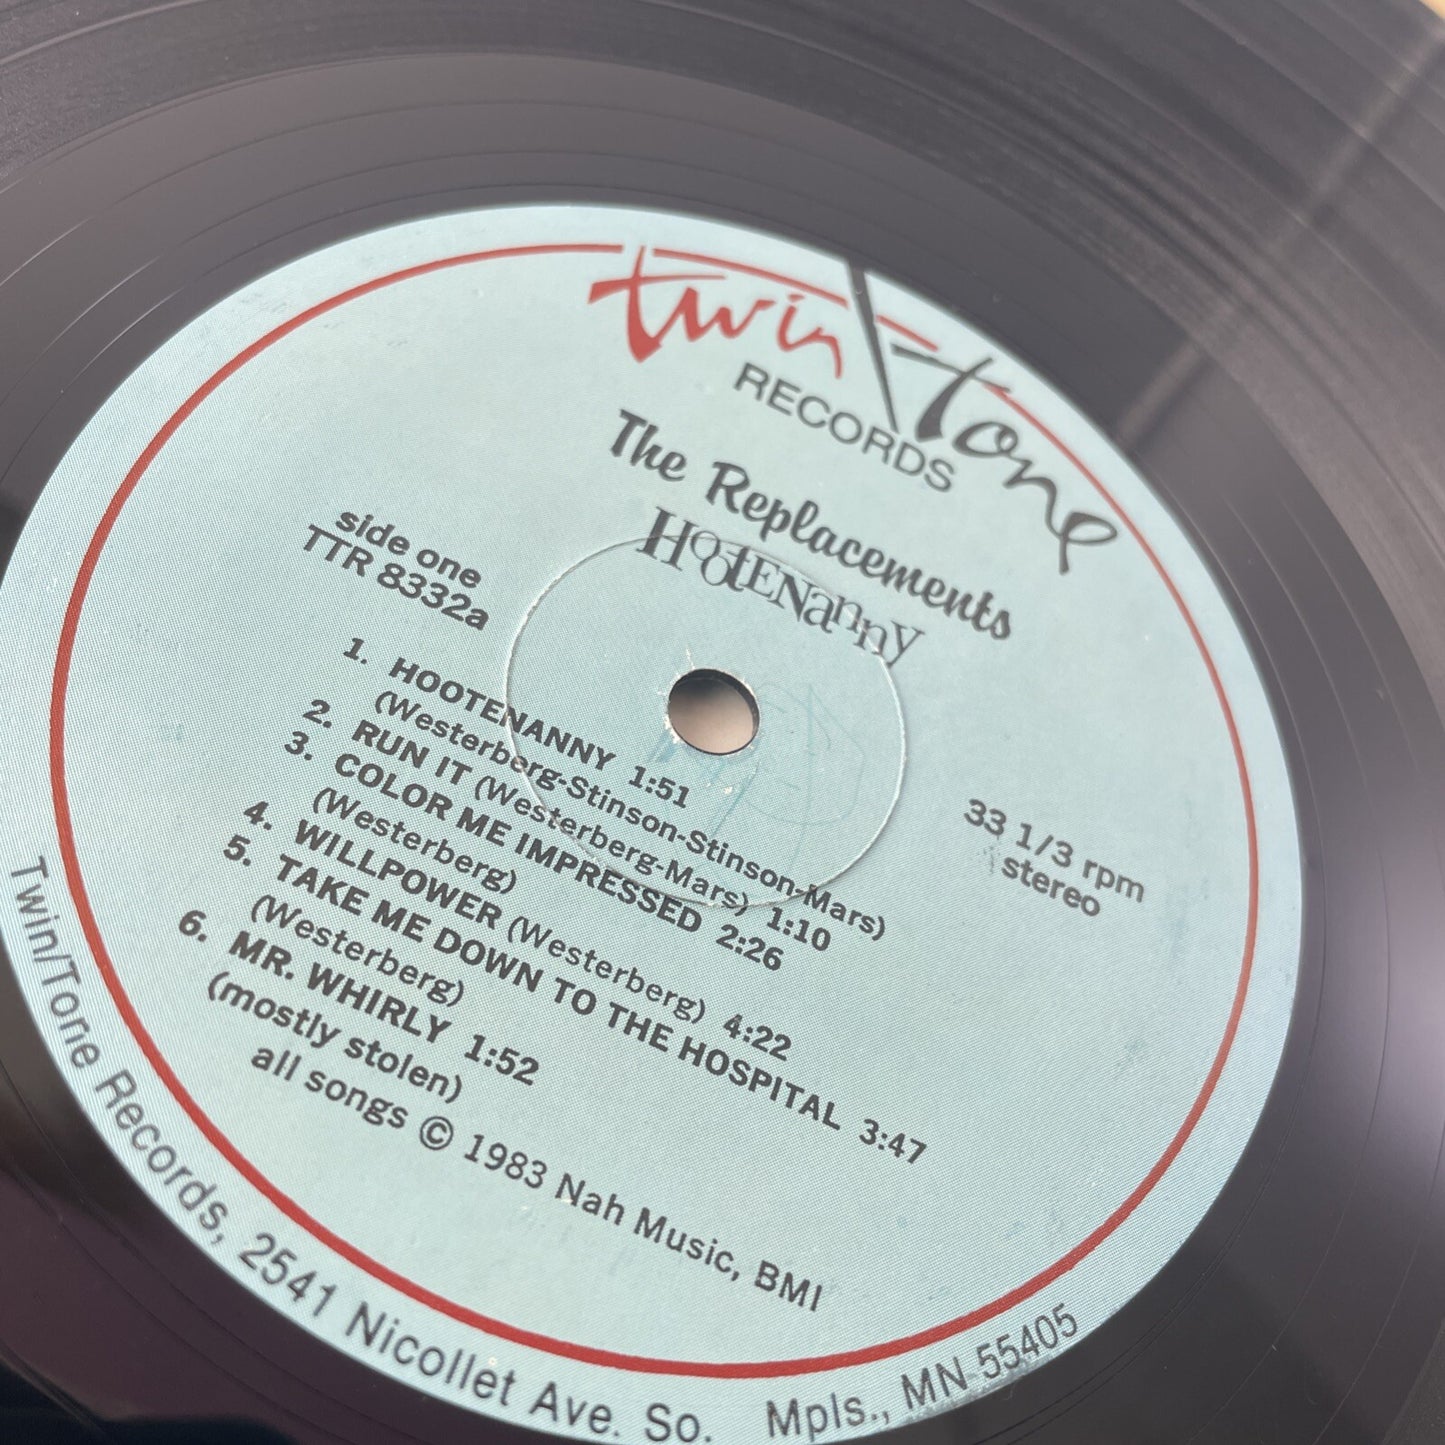 twin/tone
RECORDS
The Replacements
HOOTENanny
side one
TTR 8332a
33 1/3 rpm
stereo
1. HOOTENANNY 1:51
(Westerberg-Stinson-Stinson-Mars)
2. RUN IT (Westerberg-Mars) 1:10
3. COLOR ME IMPRESSED 2:26
(Westerberg)
4. WILLPOWER (Westerberg) 4:22
5. TAKE ME DOWN TO THE HOSPITAL 3:47
(Westerberg)
6. MR. WHIRLY 1:52
(mostly stolen)
all songs © 1983 Nah Music, BMI
Twin/Tone Records, 2541 Nicollet Ave. So. Mpls., MN 55405